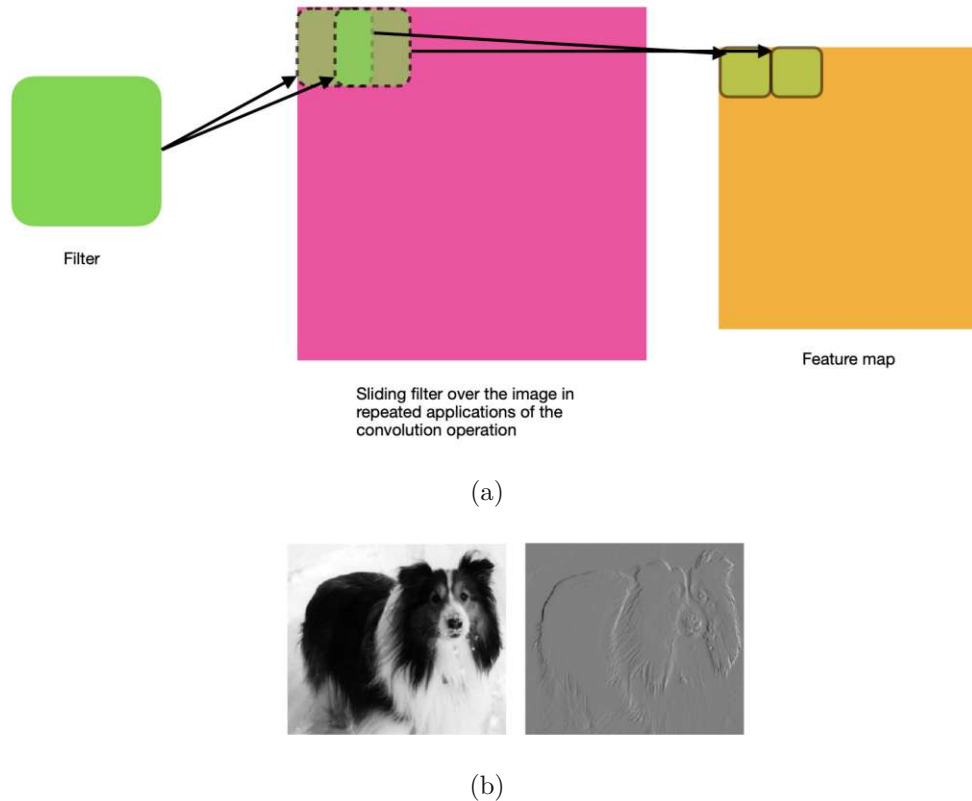 Filter
Feature map
Sliding filter over the image in
repeated applications of the
convolution operation
(a)
(b)